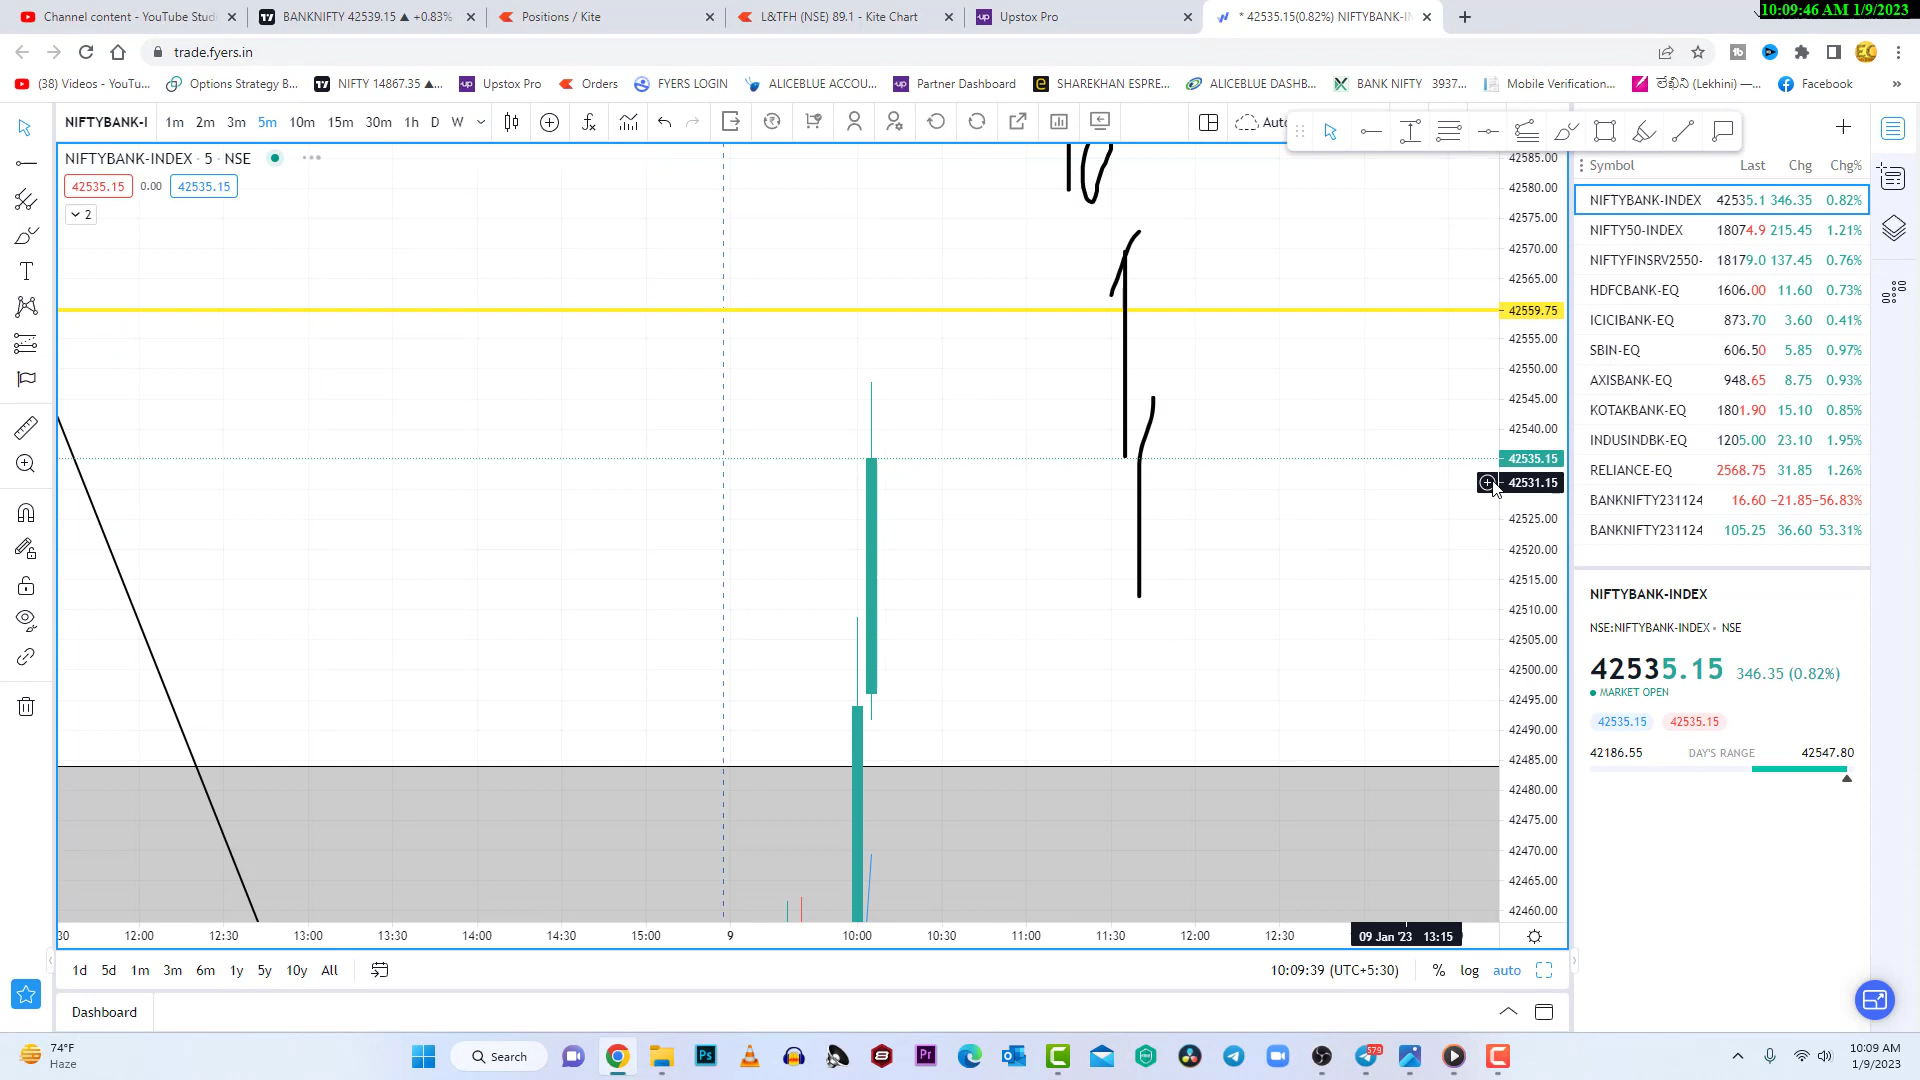 Channel content - YouTube Stud
BANKNIFTY 42539.15 ▲ +0.83%
Positions / Kite
L&TFH (NSE) 89.1 - Kite Chart
Upstox Pro
* 42535.15(0.82%) NIFTYBANK-IN
10:09:46 AM 1/9/2023
trade.fyers.in
(38) Videos - YouTu...
Options Strategy B...
NIFTY 14867.35 ▲...
Upstox Pro
Orders
FYERS LOGIN
ALICEBLUE ACCOU...
Partner Dashboard
SHAREKHAN ESPRE...
ALICEBLUE DASHB...
BANK NIFTY 3937...
Mobile Verification...
లేఖిని (Lekhini) —...
Facebook
NIFTYBANK-I
1m 2m 3m 5m 10m 15m 30m 1h D W
Auto
NIFTYBANK-INDEX · 5 · NSE
42535.15 0.00 42535.15
2
10
42585.00
42580.00
42575.00
42570.00
42565.00
42559.75
42555.00
42550.00
42545.00
42540.00
42535.15
42531.15
42525.00
42520.00
42515.00
42510.00
42505.00
42500.00
42495.00
42490.00
42485.00
42480.00
42475.00
42470.00
42465.00
42460.00
30 12:00 12:30 13:00 13:30 14:00 14:30 15:00 9 10:00 10:30 11:00 11:30 12:00 12:30 09 Jan '23 13:15
1d 5d 1m 3m 6m 1y 5y 10y All
10:09:39 (UTC+5:30) % log auto
Dashboard
Symbol Last Chg Chg%
NIFTYBANK-INDEX 42535.1 346.35 0.82%
NIFTY50-INDEX 18074.9 215.45 1.21%
NIFTYFINSRV2550- 18179.0 137.45 0.76%
HDFCBANK-EQ 1606.00 11.60 0.73%
ICICIBANK-EQ 873.70 3.60 0.41%
SBIN-EQ 606.50 5.85 0.97%
AXISBANK-EQ 948.65 8.75 0.93%
KOTAKBANK-EQ 1801.90 15.10 0.85%
INDUSINDBK-EQ 1205.00 23.10 1.95%
RELIANCE-EQ 2568.75 31.85 1.26%
BANKNIFTY231124 16.60 −21.85 −56.83%
BANKNIFTY231124 105.25 36.60 53.31%
NIFTYBANK-INDEX
NSE:NIFTYBANK-INDEX • NSE
42535.15 346.35 (0.82%)
MARKET OPEN
42535.15 42535.15
42186.55 DAY'S RANGE 42547.80
74°F
Haze
Search
579
10:09 AM
1/9/2023